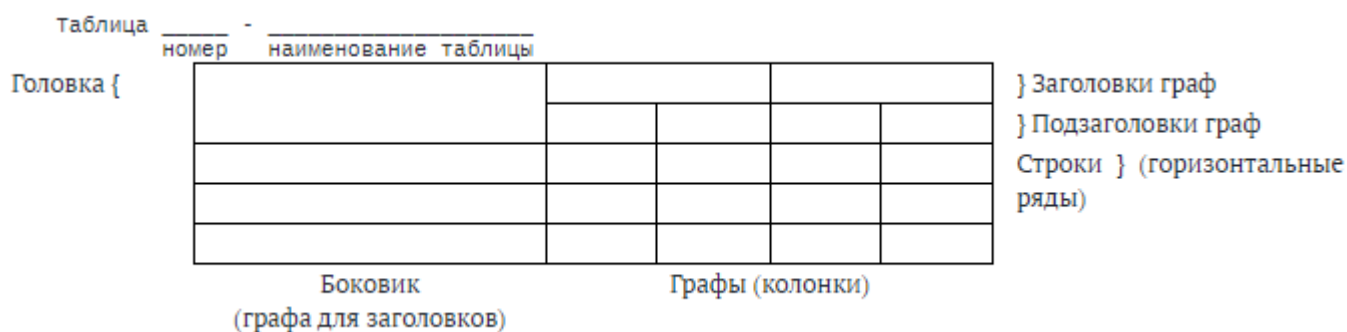 Таблица _____ - ____________________
номер наименование таблицы
Головка {
} Заголовки граф
} Подзаголовки граф
Строки } (горизонтальные
ряды)
Боковик
(графа для заголовков)
Графы (колонки)